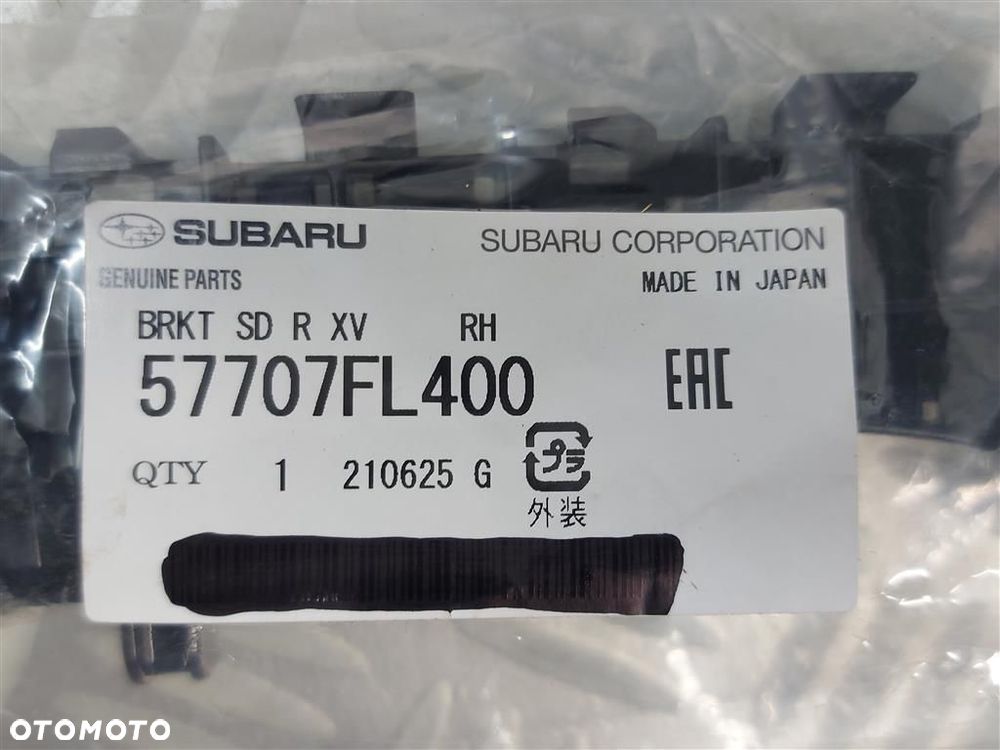 SUBARU SUBARU CORPORATION
GENUINE PARTS MADE IN JAPAN
BRKT SD R XV RH
57707FL400 EAC
QTY 1 210625 G プラ
外装
OTOMOTO